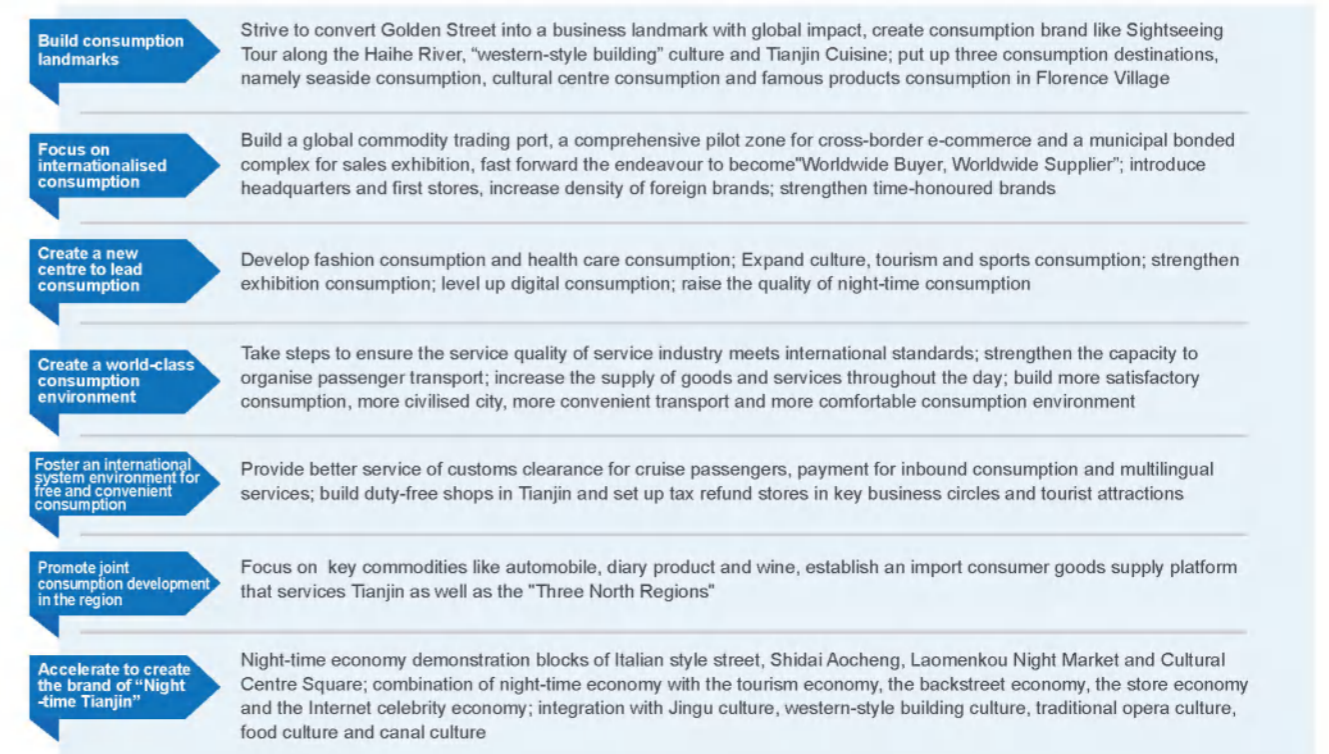 Build consumption
landmarks
Strive to convert Golden Street into a business landmark with global impact, create consumption brand like Sightseeing
Tour along the Haihe River, “western-style building” culture and Tianjin Cuisine; put up three consumption destinations,
namely seaside consumption, cultural centre consumption and famous products consumption in Florence Village
Focus on
internationalised
consumption
Build a global commodity trading port, a comprehensive pilot zone for cross-border e-commerce and a municipal bonded
complex for sales exhibition, fast forward the endeavour to become"Worldwide Buyer, Worldwide Supplier”; introduce
headquarters and first stores, increase density of foreign brands; strengthen time-honoured brands
Create a new
centre to lead
consumption
Develop fashion consumption and health care consumption; Expand culture, tourism and sports consumption; strengthen
exhibition consumption; level up digital consumption; raise the quality of night-time consumption
Create a world-class
consumption
environment
Take steps to ensure the service quality of service industry meets international standards; strengthen the capacity to
organise passenger transport; increase the supply of goods and services throughout the day; build more satisfactory
consumption, more civilised city, more convenient transport and more comfortable consumption environment
Foster an international
system environment for
free and convenient
consumption
Provide better service of customs clearance for cruise passengers, payment for inbound consumption and multilingual
services; build duty-free shops in Tianjin and set up tax refund stores in key business circles and tourist attractions
Promote joint
consumption development
in the region
Focus on key commodities like automobile, diary product and wine, establish an import consumer goods supply platform
that services Tianjin as well as the "Three North Regions"
Accelerate to create
the brand of “Night
-time Tianjin”
Night-time economy demonstration blocks of Italian style street, Shidai Aocheng, Laomenkou Night Market and Cultural
Centre Square; combination of night-time economy with the tourism economy, the backstreet economy, the store economy
and the Internet celebrity economy; integration with Jingu culture, western-style building culture, traditional opera culture,
food culture and canal culture